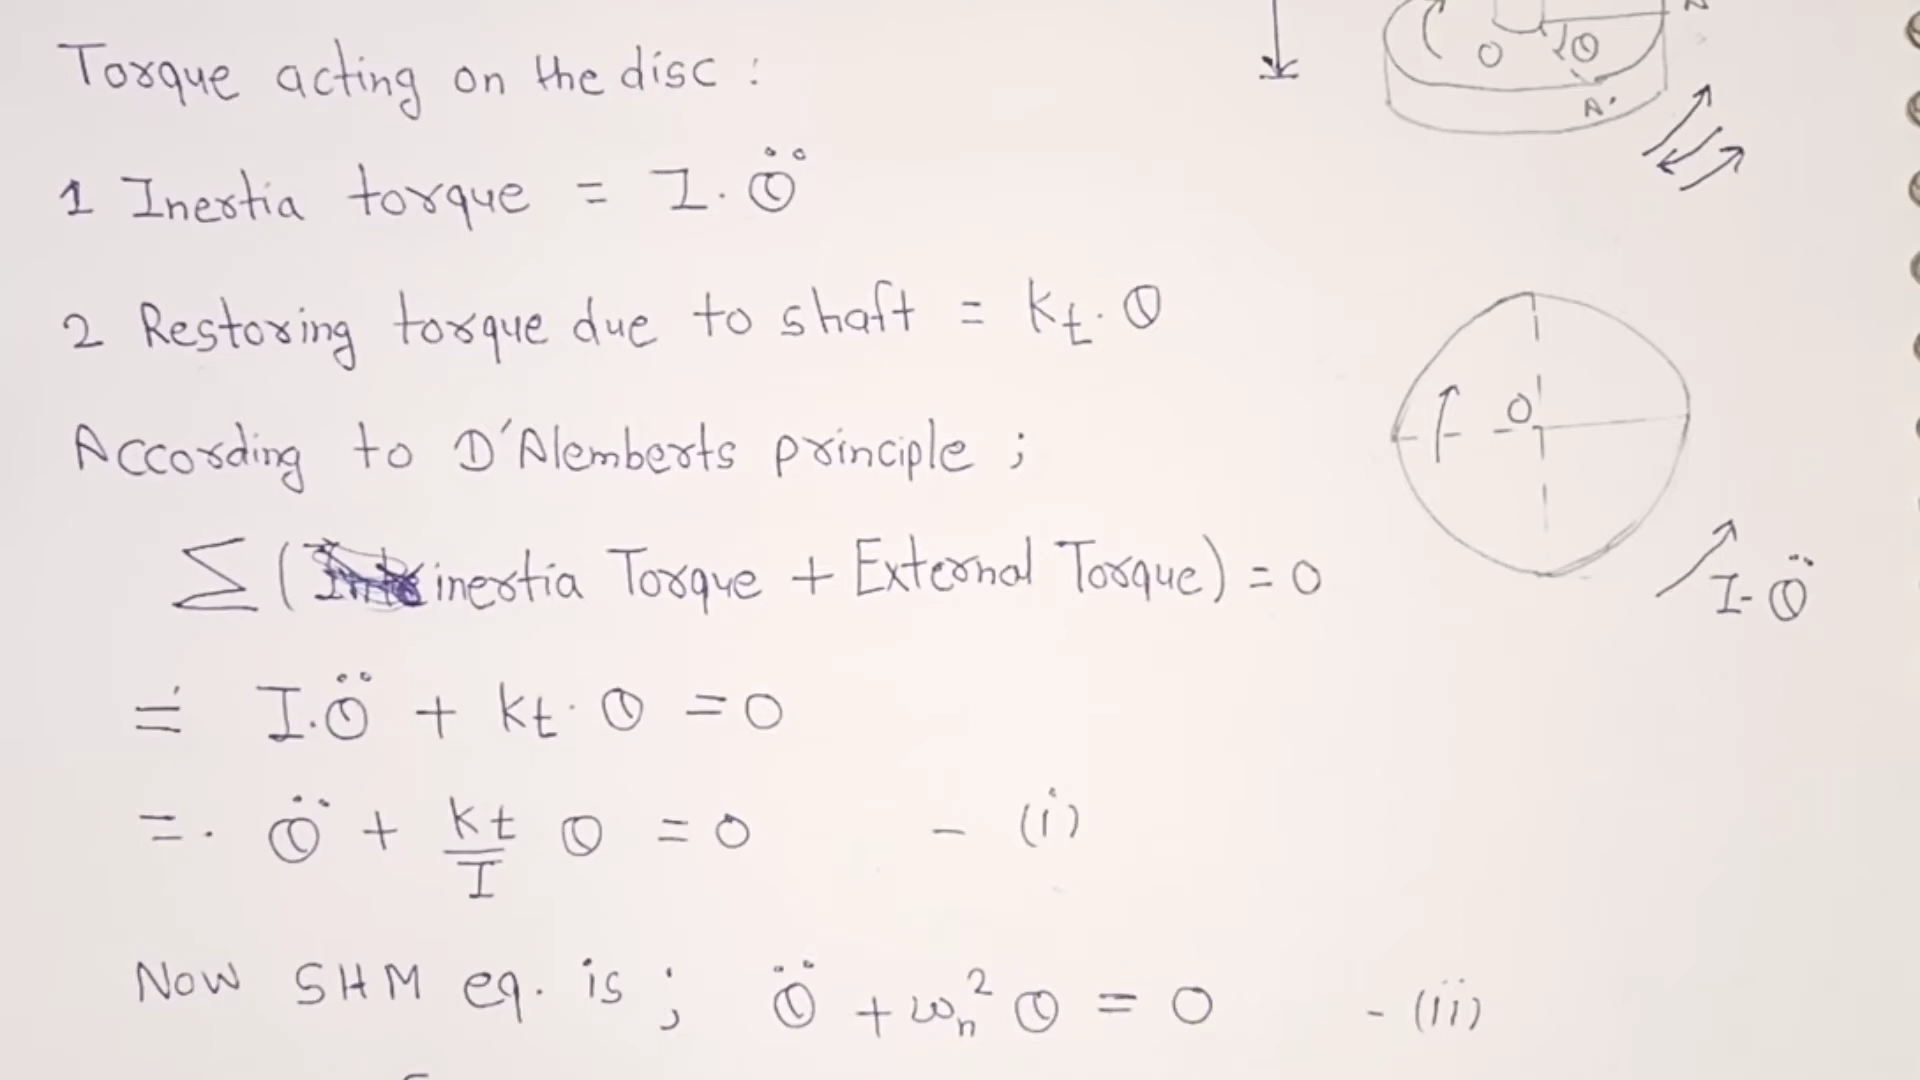 Torque acting on the disc :
O θ
A'
1 Inertia torque = I.θ̈
2 Restoring torque due to shaft = kt.θ
O
According to D'Alemberts principle ;
Σ ( inertia Torque + External Torque) = 0
I-θ̈
= I.θ̈ + kt.θ = 0
=. θ̈ + kt/I θ = 0 - (i)
Now SHM eq. is ; θ̈ + ωn² θ = 0 - (ii)